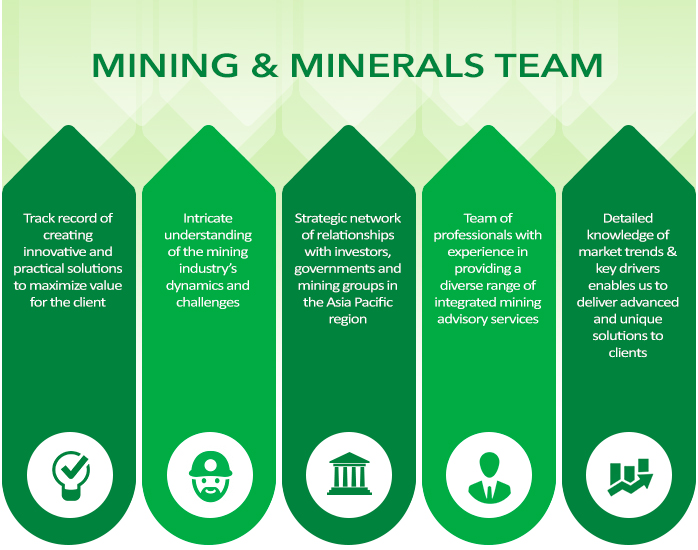 MINING & MINERALS TEAM
Track record of
creating
innovative and
practical solutions
to maximize value
for the client
Intricate
understanding
of the mining
industry's
dynamics and
challenges
Strategic network
of relationships
with investors,
governments and
mining groups in
the Asia Pacific
region
Team of
professionals with
experience in
providing a
diverse range of
integrated mining
advisory services
Detailed
knowledge of
market trends &
key drivers
enables us to
deliver advanced
and unique
solutions to
clients